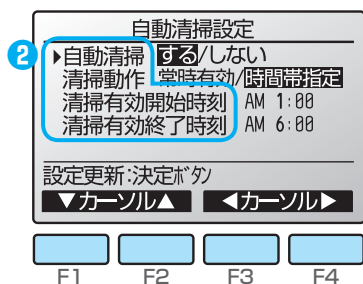 自動清掃設定
2
▶自動清掃 する/しない
清掃動作 常時有効/時間帯指定
清掃有効開始時刻 AM 1:00
清掃有効終了時刻 AM 6:00
設定更新:決定ボタン
▼カーソル▲ ◀カーソル▶
F1 F2 F3 F4